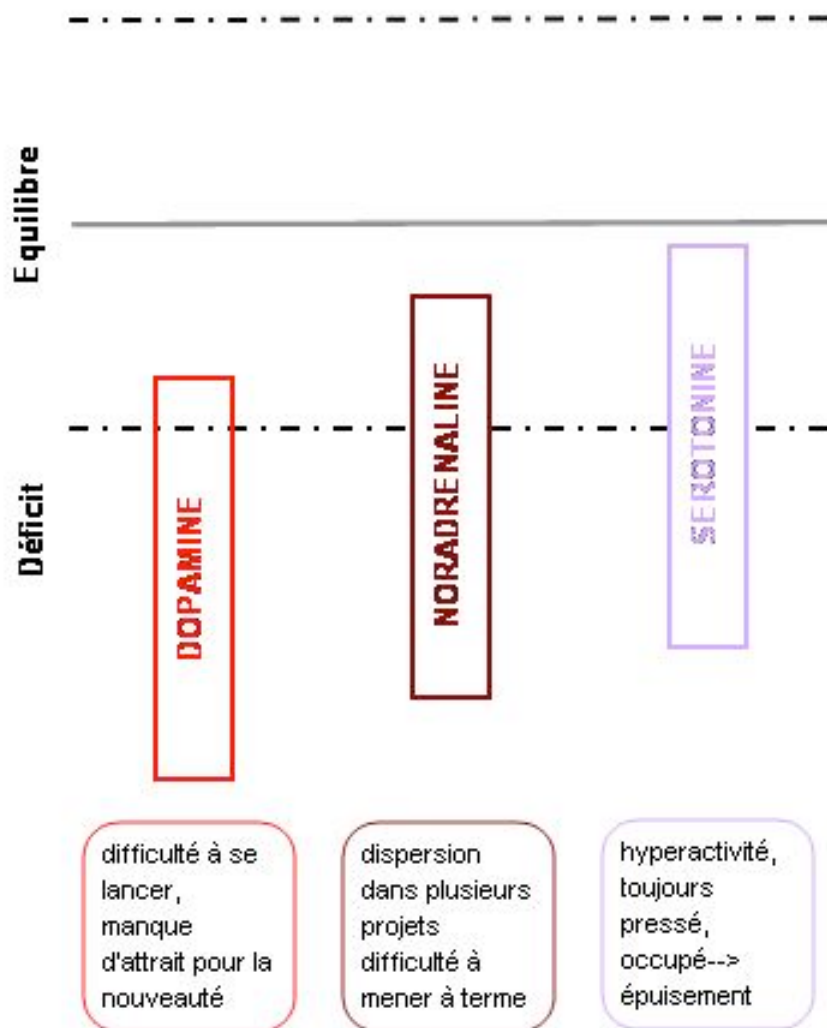 Equilibre
Déficit
DOPAMINE
NORADRENALINE
SEROTONINE
difficulté à se
lancer,
manque
d'attrait pour la
nouveauté
dispersion
dans plusieurs
projets
difficulté à
mener à terme
hyperactivité,
toujours
pressé,
occupé-->
épuisement